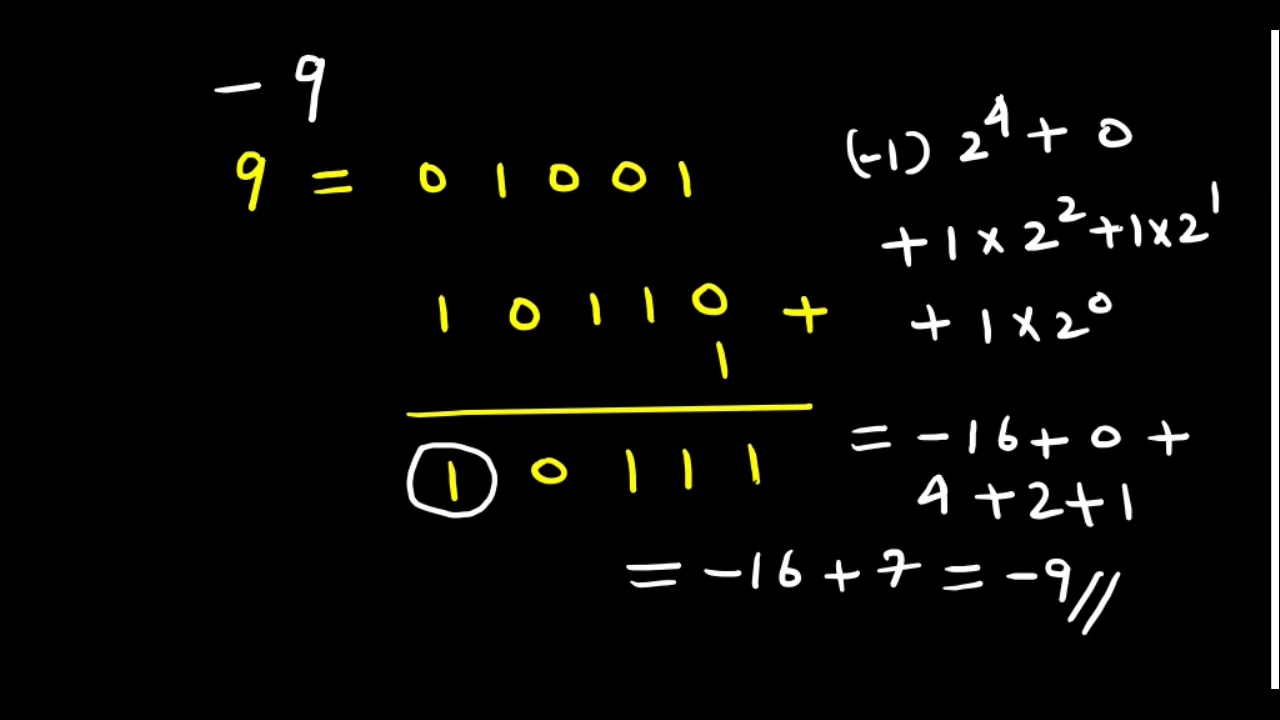 - 9
9 = 0 1 0 0 1
1 0 1 1 0 +
1
1 0 1 1 1
(-1) 2⁴ + 0
+ 1 × 2² + 1 × 2¹
+ 1 × 2⁰
= - 16 + 0 +
4 + 2 + 1
= - 16 + 7 = - 9 //